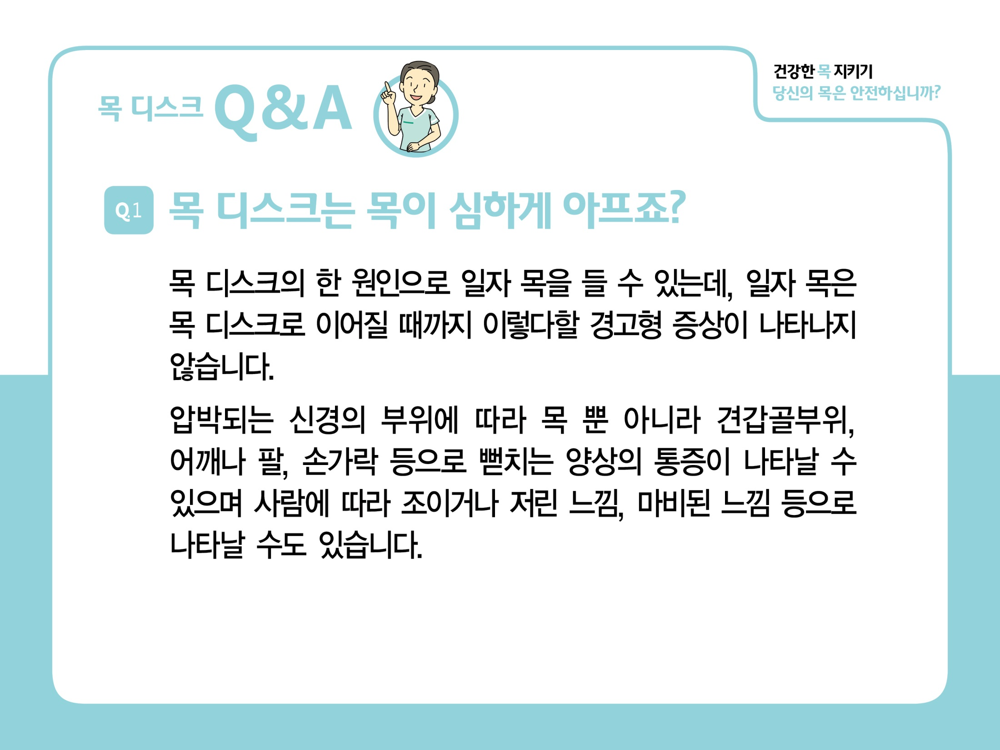 건강한 목 지키기
당신의 목은 안전하십니까?
목 디스크 Q&A
Q.1 목 디스크는 목이 심하게 아프죠?
목 디스크의 한 원인으로 일자 목을 들 수 있는데, 일자 목은
목 디스크로 이어질 때까지 이렇다할 경고형 증상이 나타나지
않습니다.
압박되는 신경의 부위에 따라 목 뿐 아니라 견갑골부위,
어깨나 팔, 손가락 등으로 뻗치는 양상의 통증이 나타날 수
있으며 사람에 따라 조이거나 저린 느낌, 마비된 느낌 등으로
나타날 수도 있습니다.